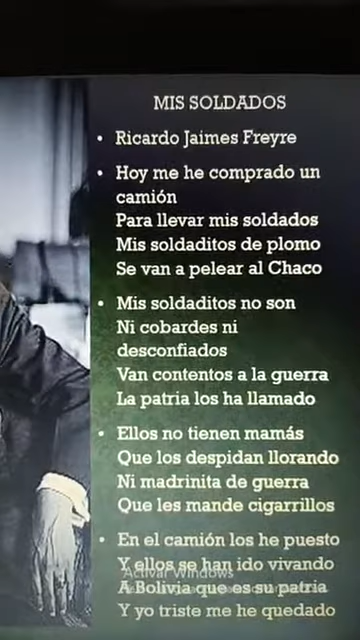 MIS SOLDADOS
• Ricardo Jaimes Freyre
• Hoy me he comprado un
camión
Para llevar mis soldados
Mis soldaditos de plomo
Se van a pelear al Chaco
• Mis soldaditos no son
Ni cobardes ni
desconfiados
Van contentos a la guerra
La patria los ha llamado
• Ellos no tienen mamás
Que los despidan llorando
Ni madrinita de guerra
Que les mande cigarrillos
• En el camión los he puesto
Y ellos se han ido vivando
Activar Windows
A Bolivia que es su patria
Y yo triste me he quedado